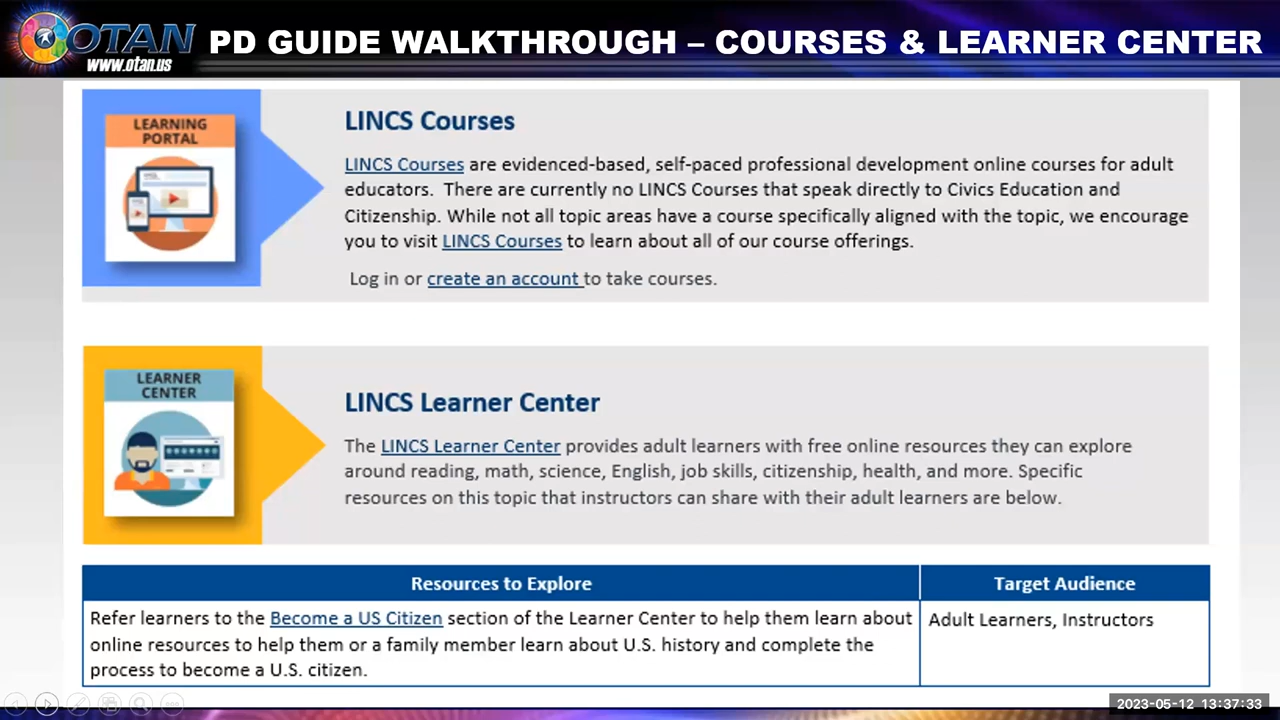 OTAN
www.otan.us
PD GUIDE WALKTHROUGH – COURSES & LEARNER CENTER
LEARNING
PORTAL
LINCS Courses
LINCS Courses are evidenced-based, self-paced professional development online courses for adult
educators. There are currently no LINCS Courses that speak directly to Civics Education and
Citizenship. While not all topic areas have a course specifically aligned with the topic, we encourage
you to visit LINCS Courses to learn about all of our course offerings.
Log in or create an account to take courses.
LEARNER
CENTER
LINCS Learner Center
The LINCS Learner Center provides adult learners with free online resources they can explore
around reading, math, science, English, job skills, citizenship, health, and more. Specific
resources on this topic that instructors can share with their adult learners are below.
Resources to Explore
Target Audience
Refer learners to the Become a US Citizen section of the Learner Center to help them learn about
online resources to help them or a family member learn about U.S. history and complete the
process to become a U.S. citizen.
Adult Learners, Instructors
2023-05-12 13:37:33